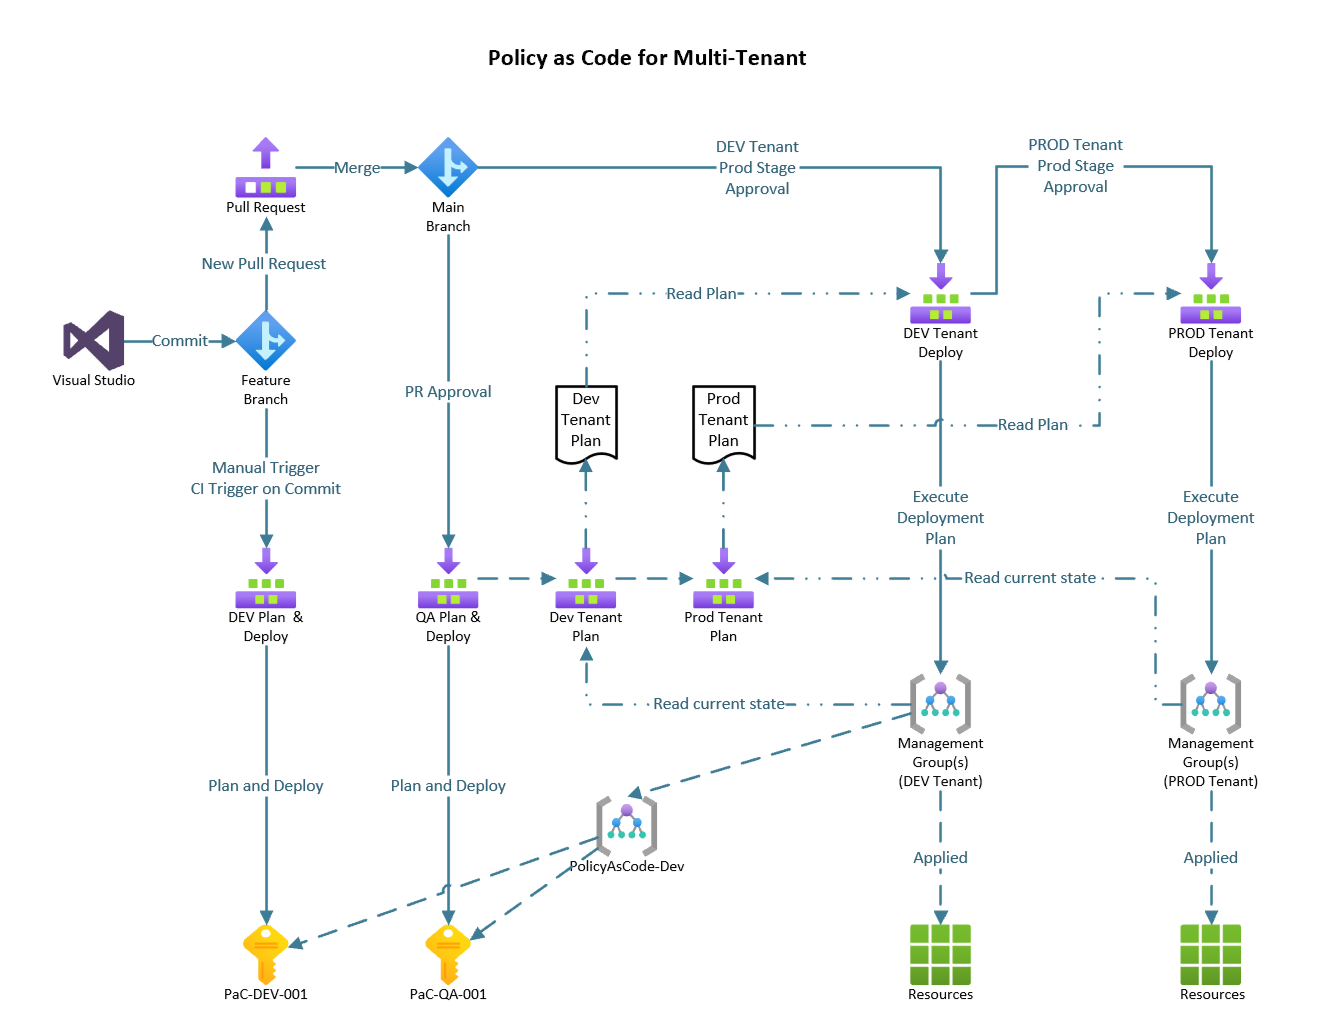 Policy as Code for Multi-Tenant
DEV Tenant
Prod Stage
Approval
PROD Tenant
Prod Stage
Approval
Merge
Pull Request
Main
Branch
New Pull Request
Read Plan
Commit
Visual Studio
Feature
Branch
DEV Tenant
Deploy
PROD Tenant
Deploy
PR Approval
Dev
Tenant
Plan
Prod
Tenant
Plan
Read Plan
Manual Trigger
CI Trigger on Commit
Execute
Deployment
Plan
Execute
Deployment
Plan
Read current state
DEV Plan &
Deploy
QA Plan &
Deploy
Dev Tenant
Plan
Prod Tenant
Plan
Read current state
Management
Group(s)
(DEV Tenant)
Management
Group(s)
(PROD Tenant)
Plan and Deploy
Plan and Deploy
PolicyAsCode-Dev
Applied
Applied
PaC-DEV-001
PaC-QA-001
Resources
Resources